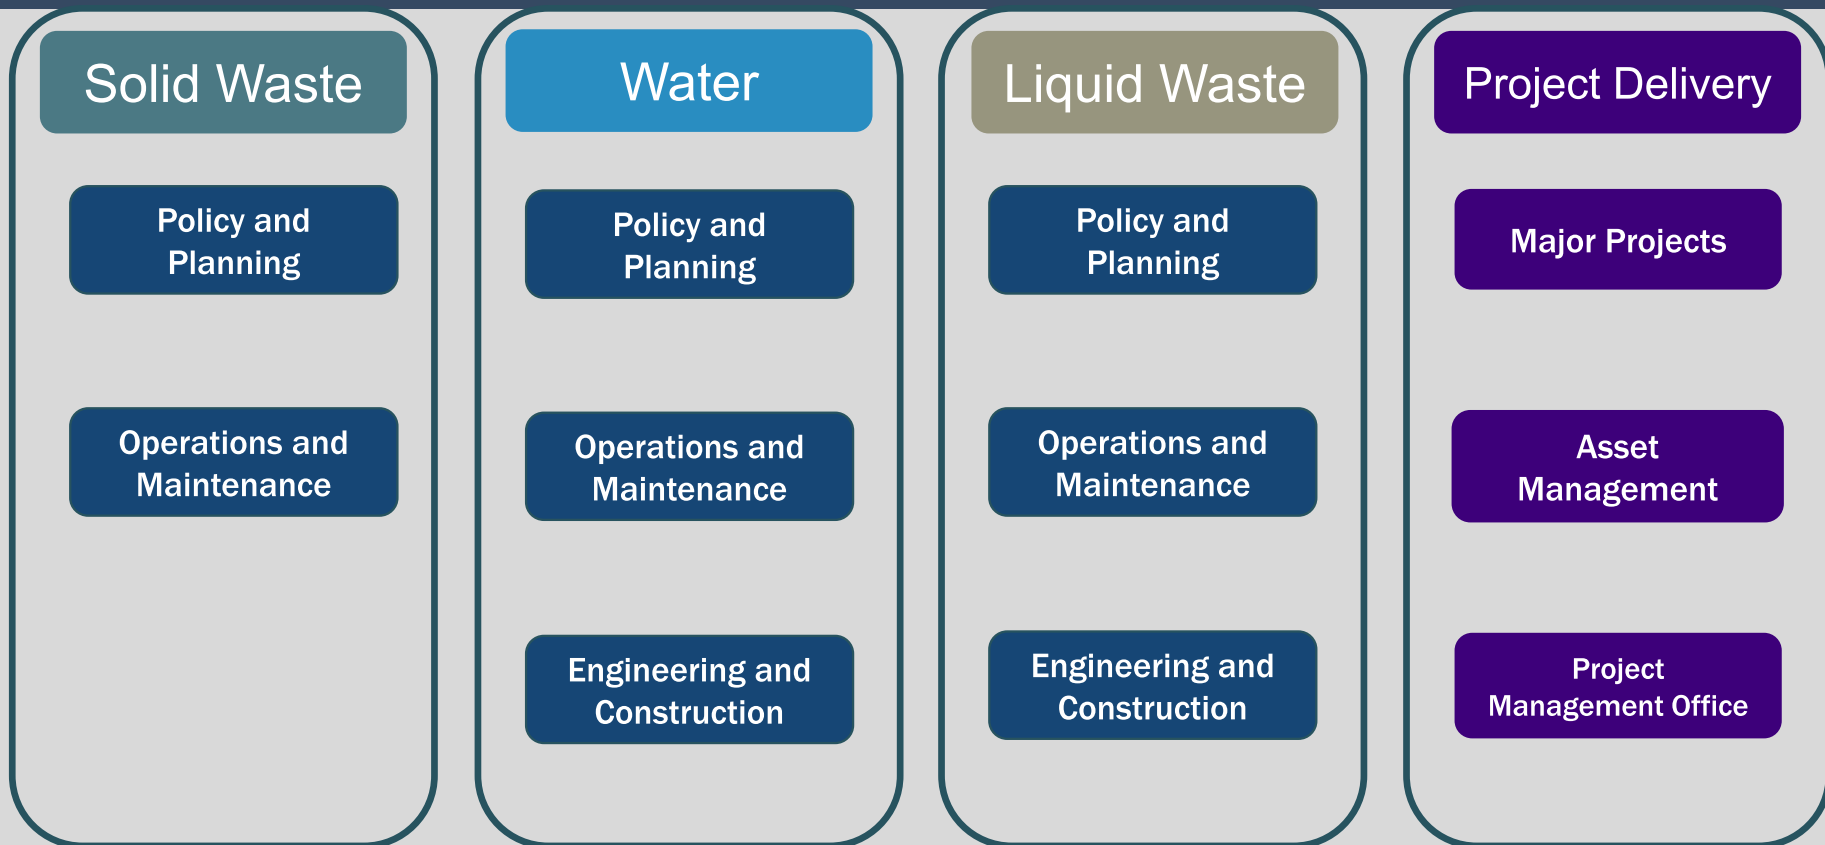 Solid Waste
Policy and
Planning
Operations and
Maintenance
Water
Policy and
Planning
Operations and
Maintenance
Engineering and
Construction
Liquid Waste
Policy and
Planning
Operations and
Maintenance
Engineering and
Construction
Project Delivery
Major Projects
Asset
Management
Project
Management Office